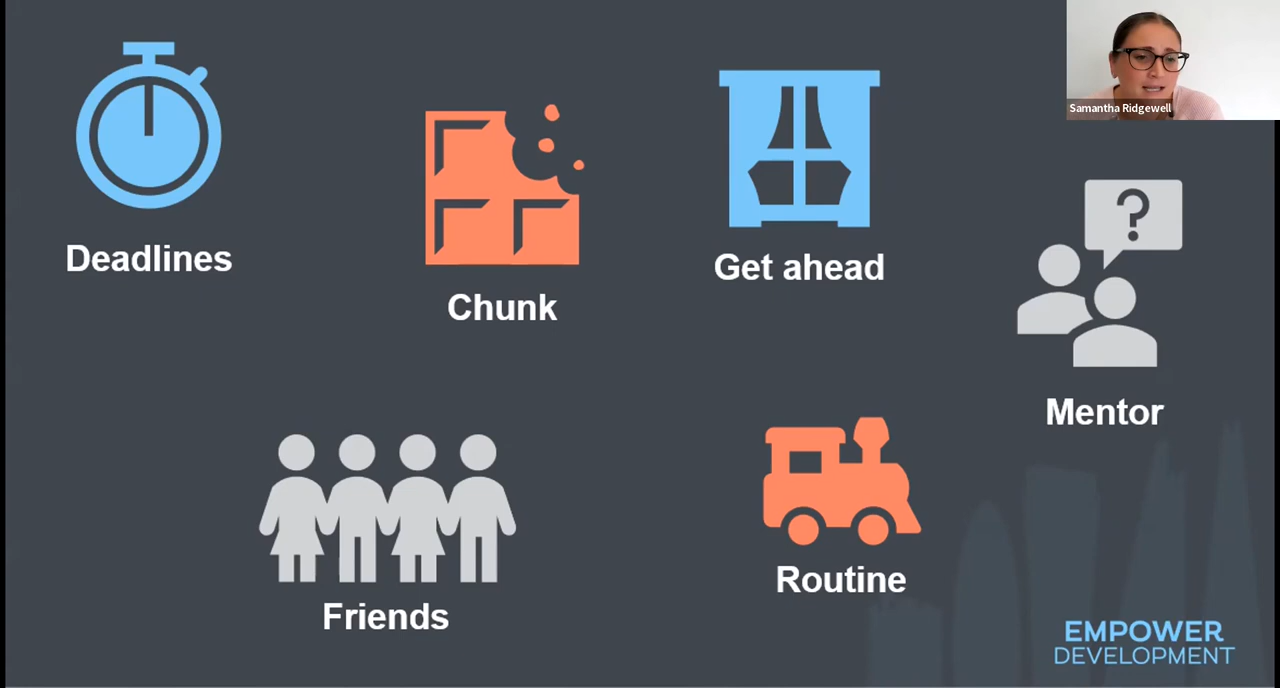 Samantha Ridgewell
Deadlines
Chunk
Get ahead
?
Mentor
Friends
Routine
EMPOWER
DEVELOPMENT